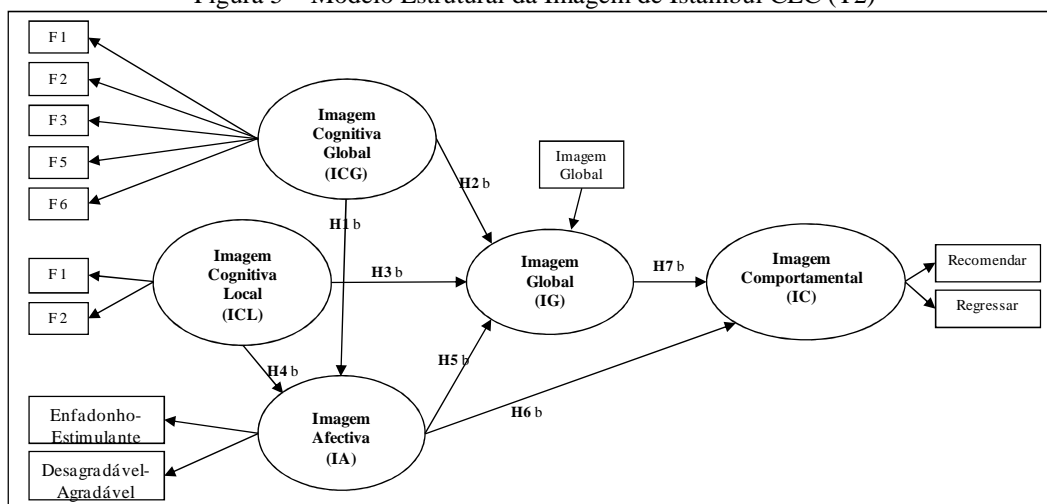 Figura 3 – Modelo Estrutural da Imagem de Istambul CEC (T2)
F1
F2
F3
F5
F6
Imagem
Cognitiva
Global
(ICG)
Imagem
Global
H2 b
H1 b
Imagem
Cognitiva
Local
(ICL)
F1
F2
H3 b
Imagem
Global
(IG)
H7 b
Imagem
Comportamental
(IC)
Recomendar
Regressar
H4 b
H5 b
H6 b
Imagem
Afectiva
(IA)
Enfadonho-
Estimulante
Desagradável-
Agradável